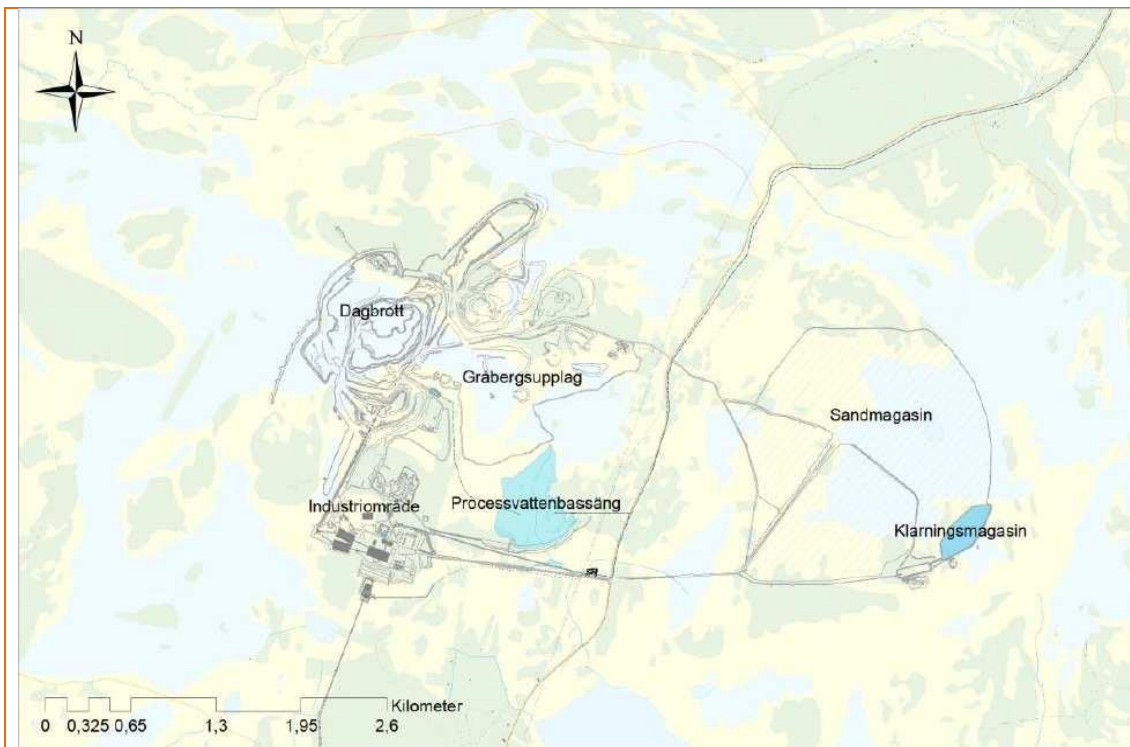 N
Dagbrott
Gråbergsupplag
Sandmagasin
Industriområde
Processvattenbassäng
Klarningsmagasin
Kilometer
0 0,325 0,65 1,3 1,95 2,6